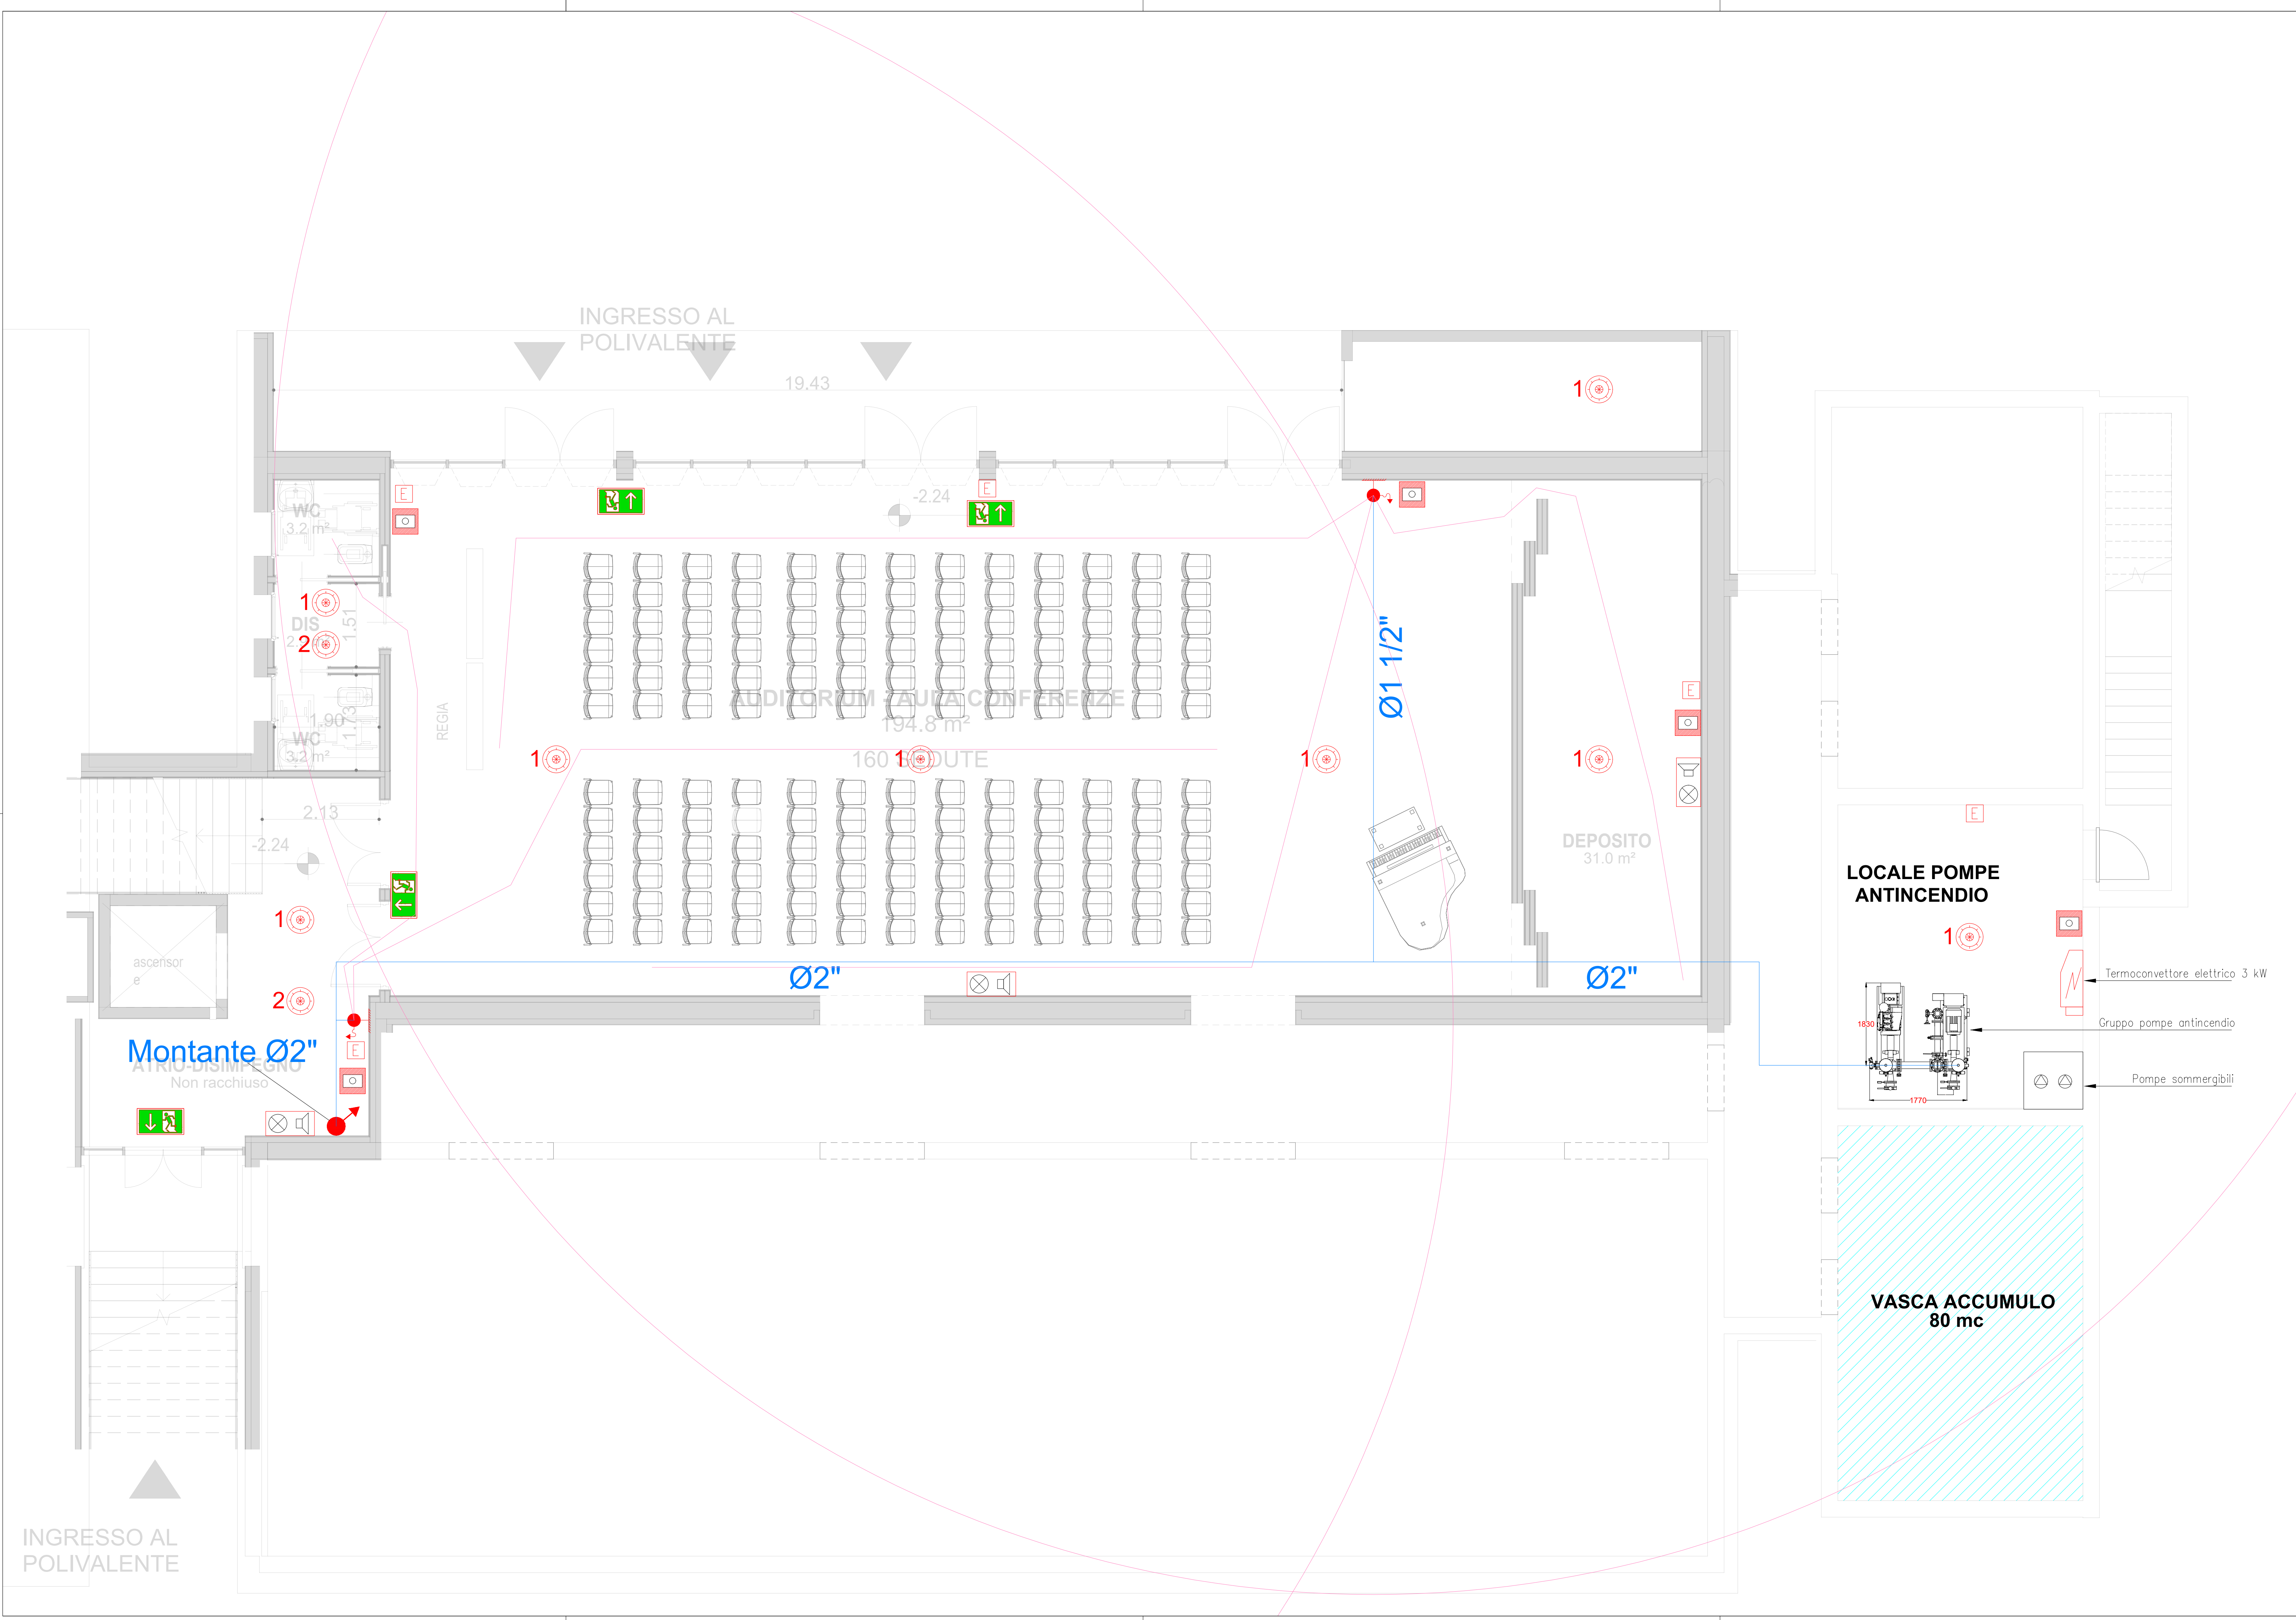 INGRESSO AL
POLIVALENTE
19.43
1
E
E
-2.24
WC
3.2 m²
1
DIS
1.51
2
Ø1 1/2"
E
AUDITORIUM - AULA CONFERENZE
194.8 m²
160 SEDUTE
REGIA
1.90
1.73
WC
3.2 m²
1
1
1
1
2.13
-2.24
E
DEPOSITO
31.0 m²
LOCALE POMPE
ANTINCENDIO
1
1
ascensor
e
2
Ø2"
Ø2"
Termoconvettore elettrico 3 kW
1830
Gruppo pompe antincendio
Montante Ø2"
E
ATRIO-DISIMPEGNO
Non racchiuso
Pompe sommergibili
1770
VASCA ACCUMULO
80 mc
INGRESSO AL
POLIVALENTE